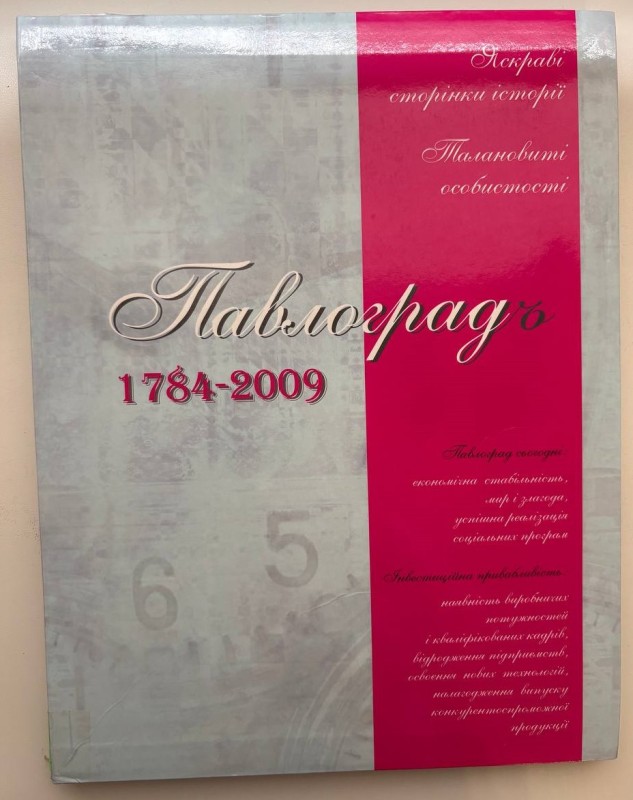 Яскраві
сторінки історії
Талановиті
особистості
Павлоградъ
1784-2009
Павлоград сьогодні:
економічна стабільність,
мир і злагода,
успішна реалізація
соціальних програм
Інвестиційна привабливість:
наявність виробничих
потужностей
і кваліфікованих кадрів,
відродження підприємств,
освоєння нових технологій,
налагодження випуску
конкурентоспроможної
продукції
5
6